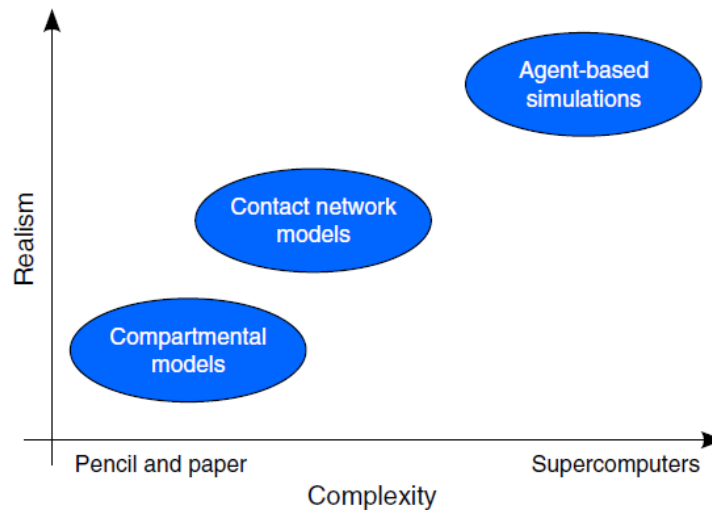 Agent-based
simulations
Contact network
models
Realism
Compartmental
models
Pencil and paper
Supercomputers
Complexity